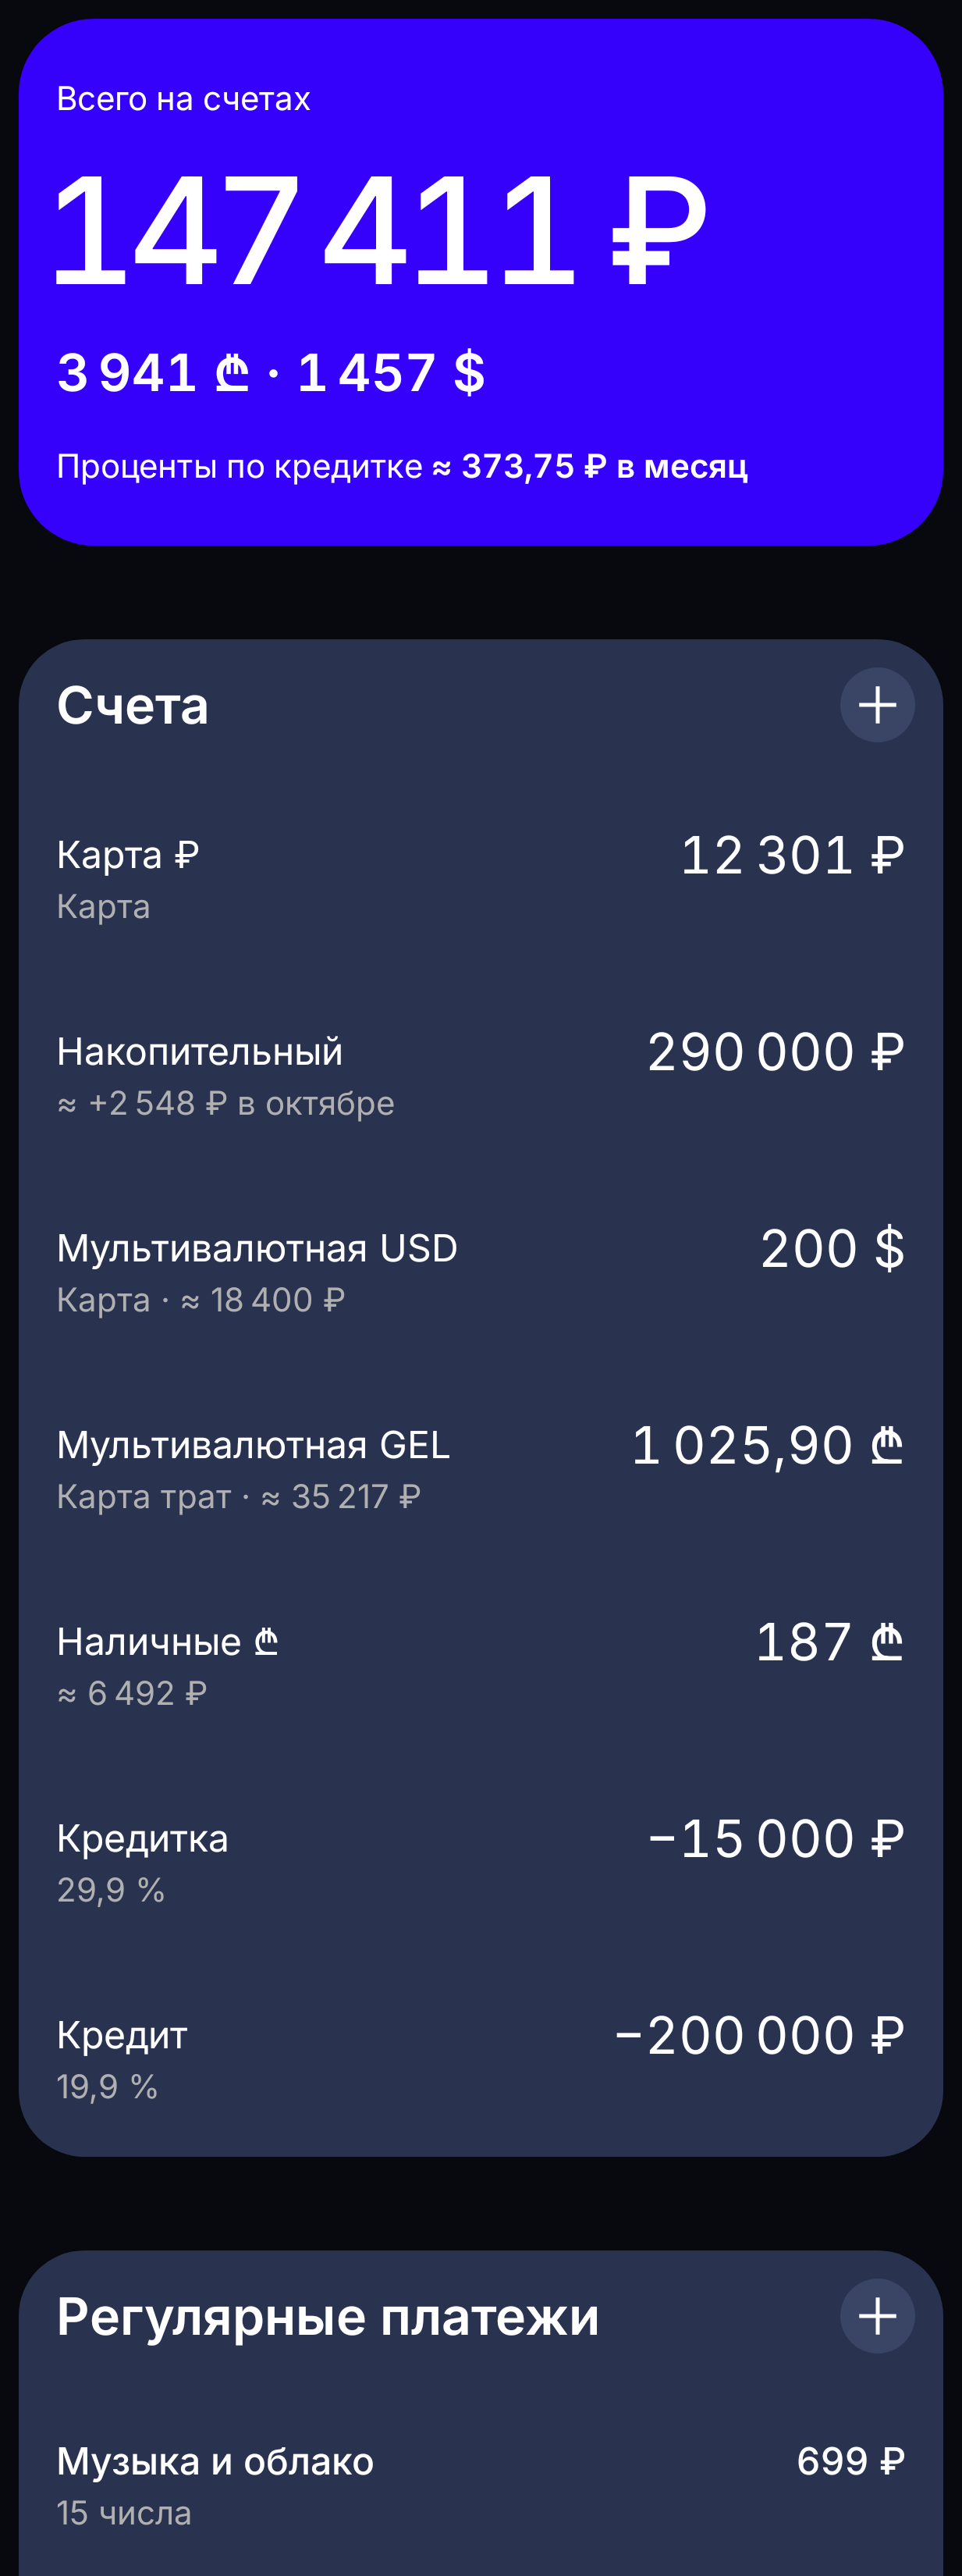 Всего на счетах
147 411 ₽
3 941 ₾ · 1 457 $
Проценты по кредитке ≈ 373,75 ₽ в месяц
Счета
Карта ₽
12 301 ₽
Карта
Накопительный
290 000 ₽
≈ +2 548 ₽ в октябре
Мультивалютная USD
200 $
Карта · ≈ 18 400 ₽
Мультивалютная GEL
1 025,90 ₾
Карта трат · ≈ 35 217 ₽
Наличные ₾
187 ₾
≈ 6 492 ₽
Кредитка
−15 000 ₽
29,9 %
Кредит
−200 000 ₽
19,9 %
Регулярные платежи
Музыка и облако
699 ₽
15 числа